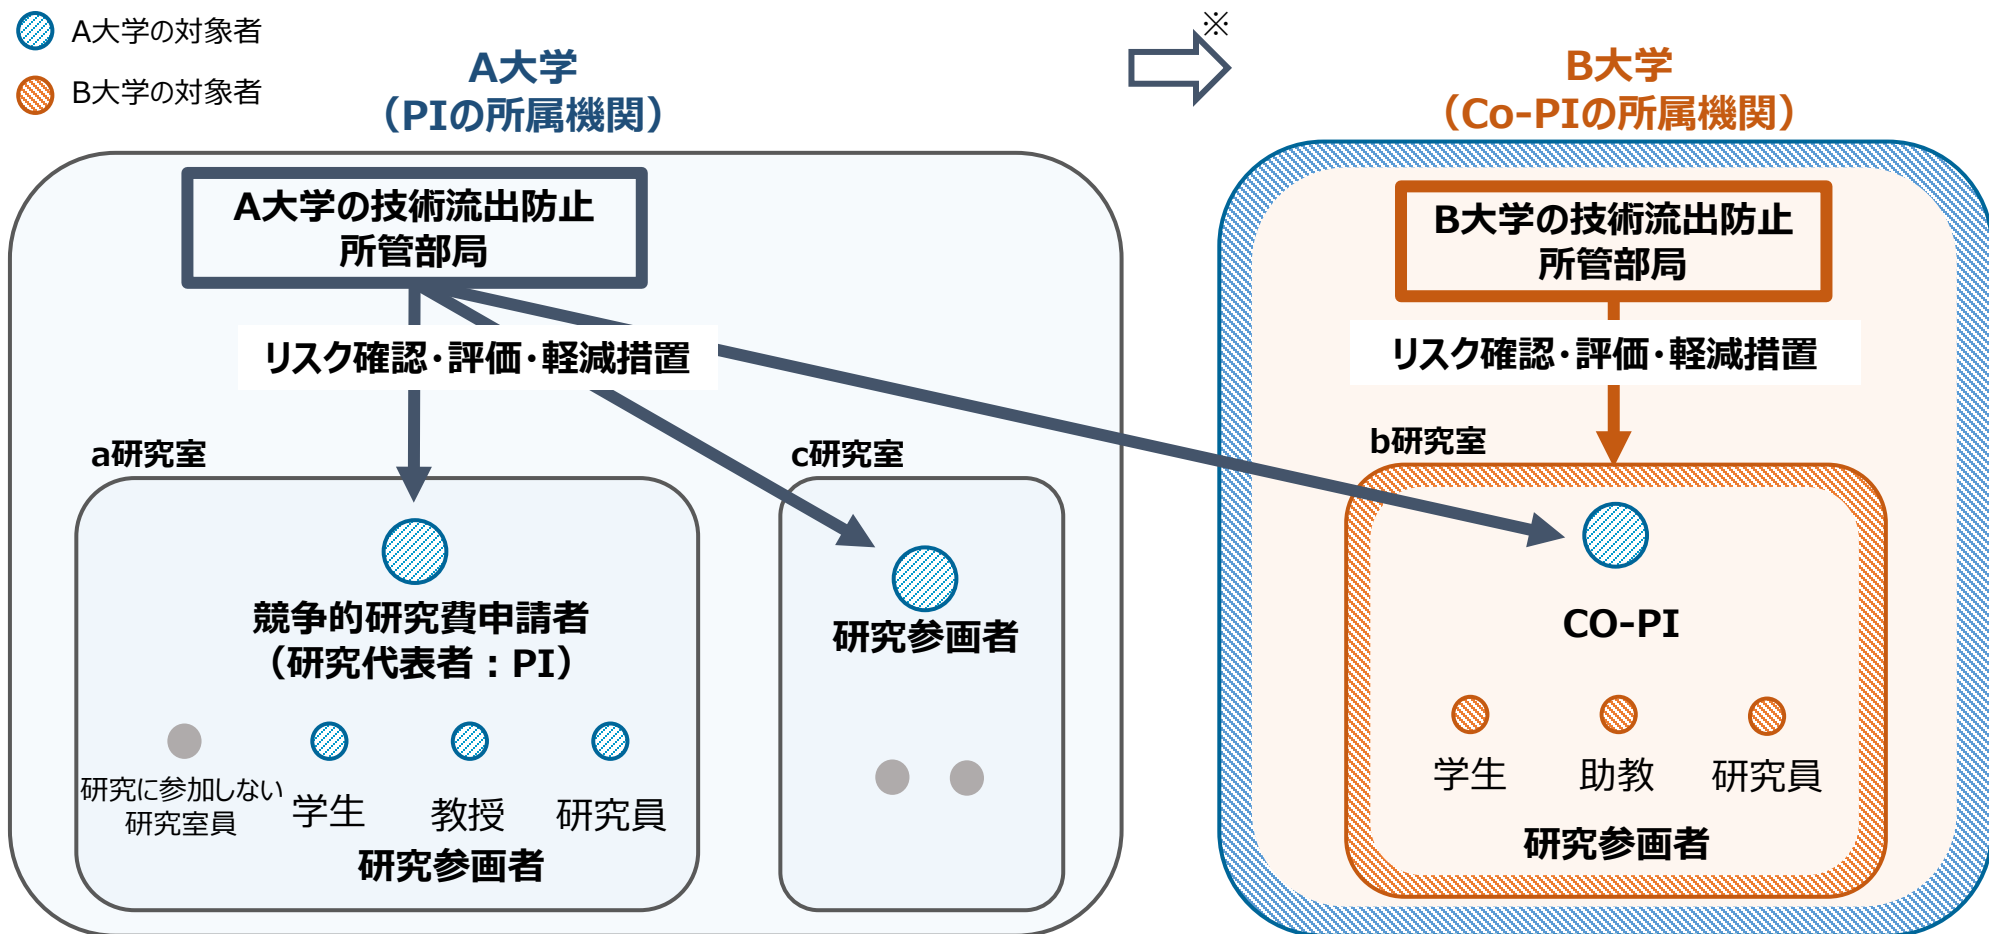 A大学の対象者
B大学の対象者
A大学
（PIの所属機関）
※
B大学
（Co-PIの所属機関）
A大学の技術流出防止
所管部局
リスク確認・評価・軽減措置
a研究室
競争的研究費申請者
（研究代表者：PI）
研究に参加しない
研究室員
学生
教授
研究員
研究参画者
c研究室
研究参画者
B大学の技術流出防止
所管部局
リスク確認・評価・軽減措置
b研究室
CO-PI
学生
助教
研究員
研究参画者